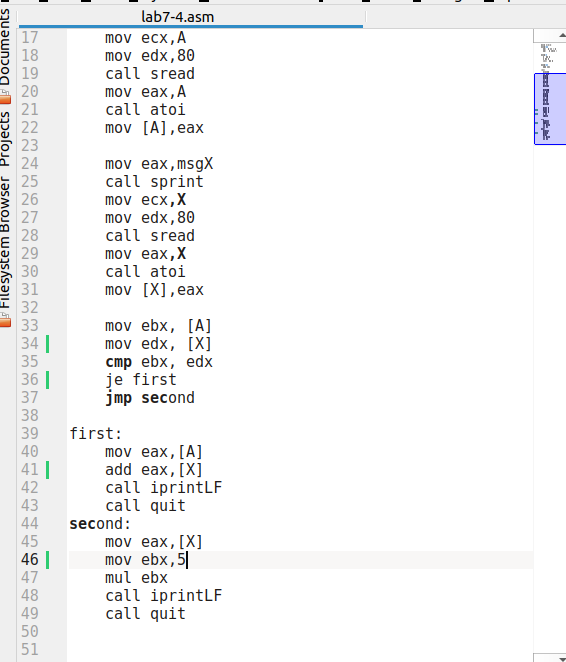 lab7-4.asm
Documents
Projects
Filesystem Browser
17 mov ecx,A
18 mov edx,80
19 call sread
20 mov eax,A
21 call atoi
22 mov [A],eax
23
24 mov eax,msgX
25 call sprint
26 mov ecx,X
27 mov edx,80
28 call sread
29 mov eax,X
30 call atoi
31 mov [X],eax
32
33 mov ebx, [A]
34 mov edx, [X]
35 cmp ebx, edx
36 je first
37 jmp second
38
39 first:
40 mov eax,[A]
41 add eax,[X]
42 call iprintLF
43 call quit
44 second:
45 mov eax,[X]
46 mov ebx,5
47 mul ebx
48 call iprintLF
49 call quit
50
51